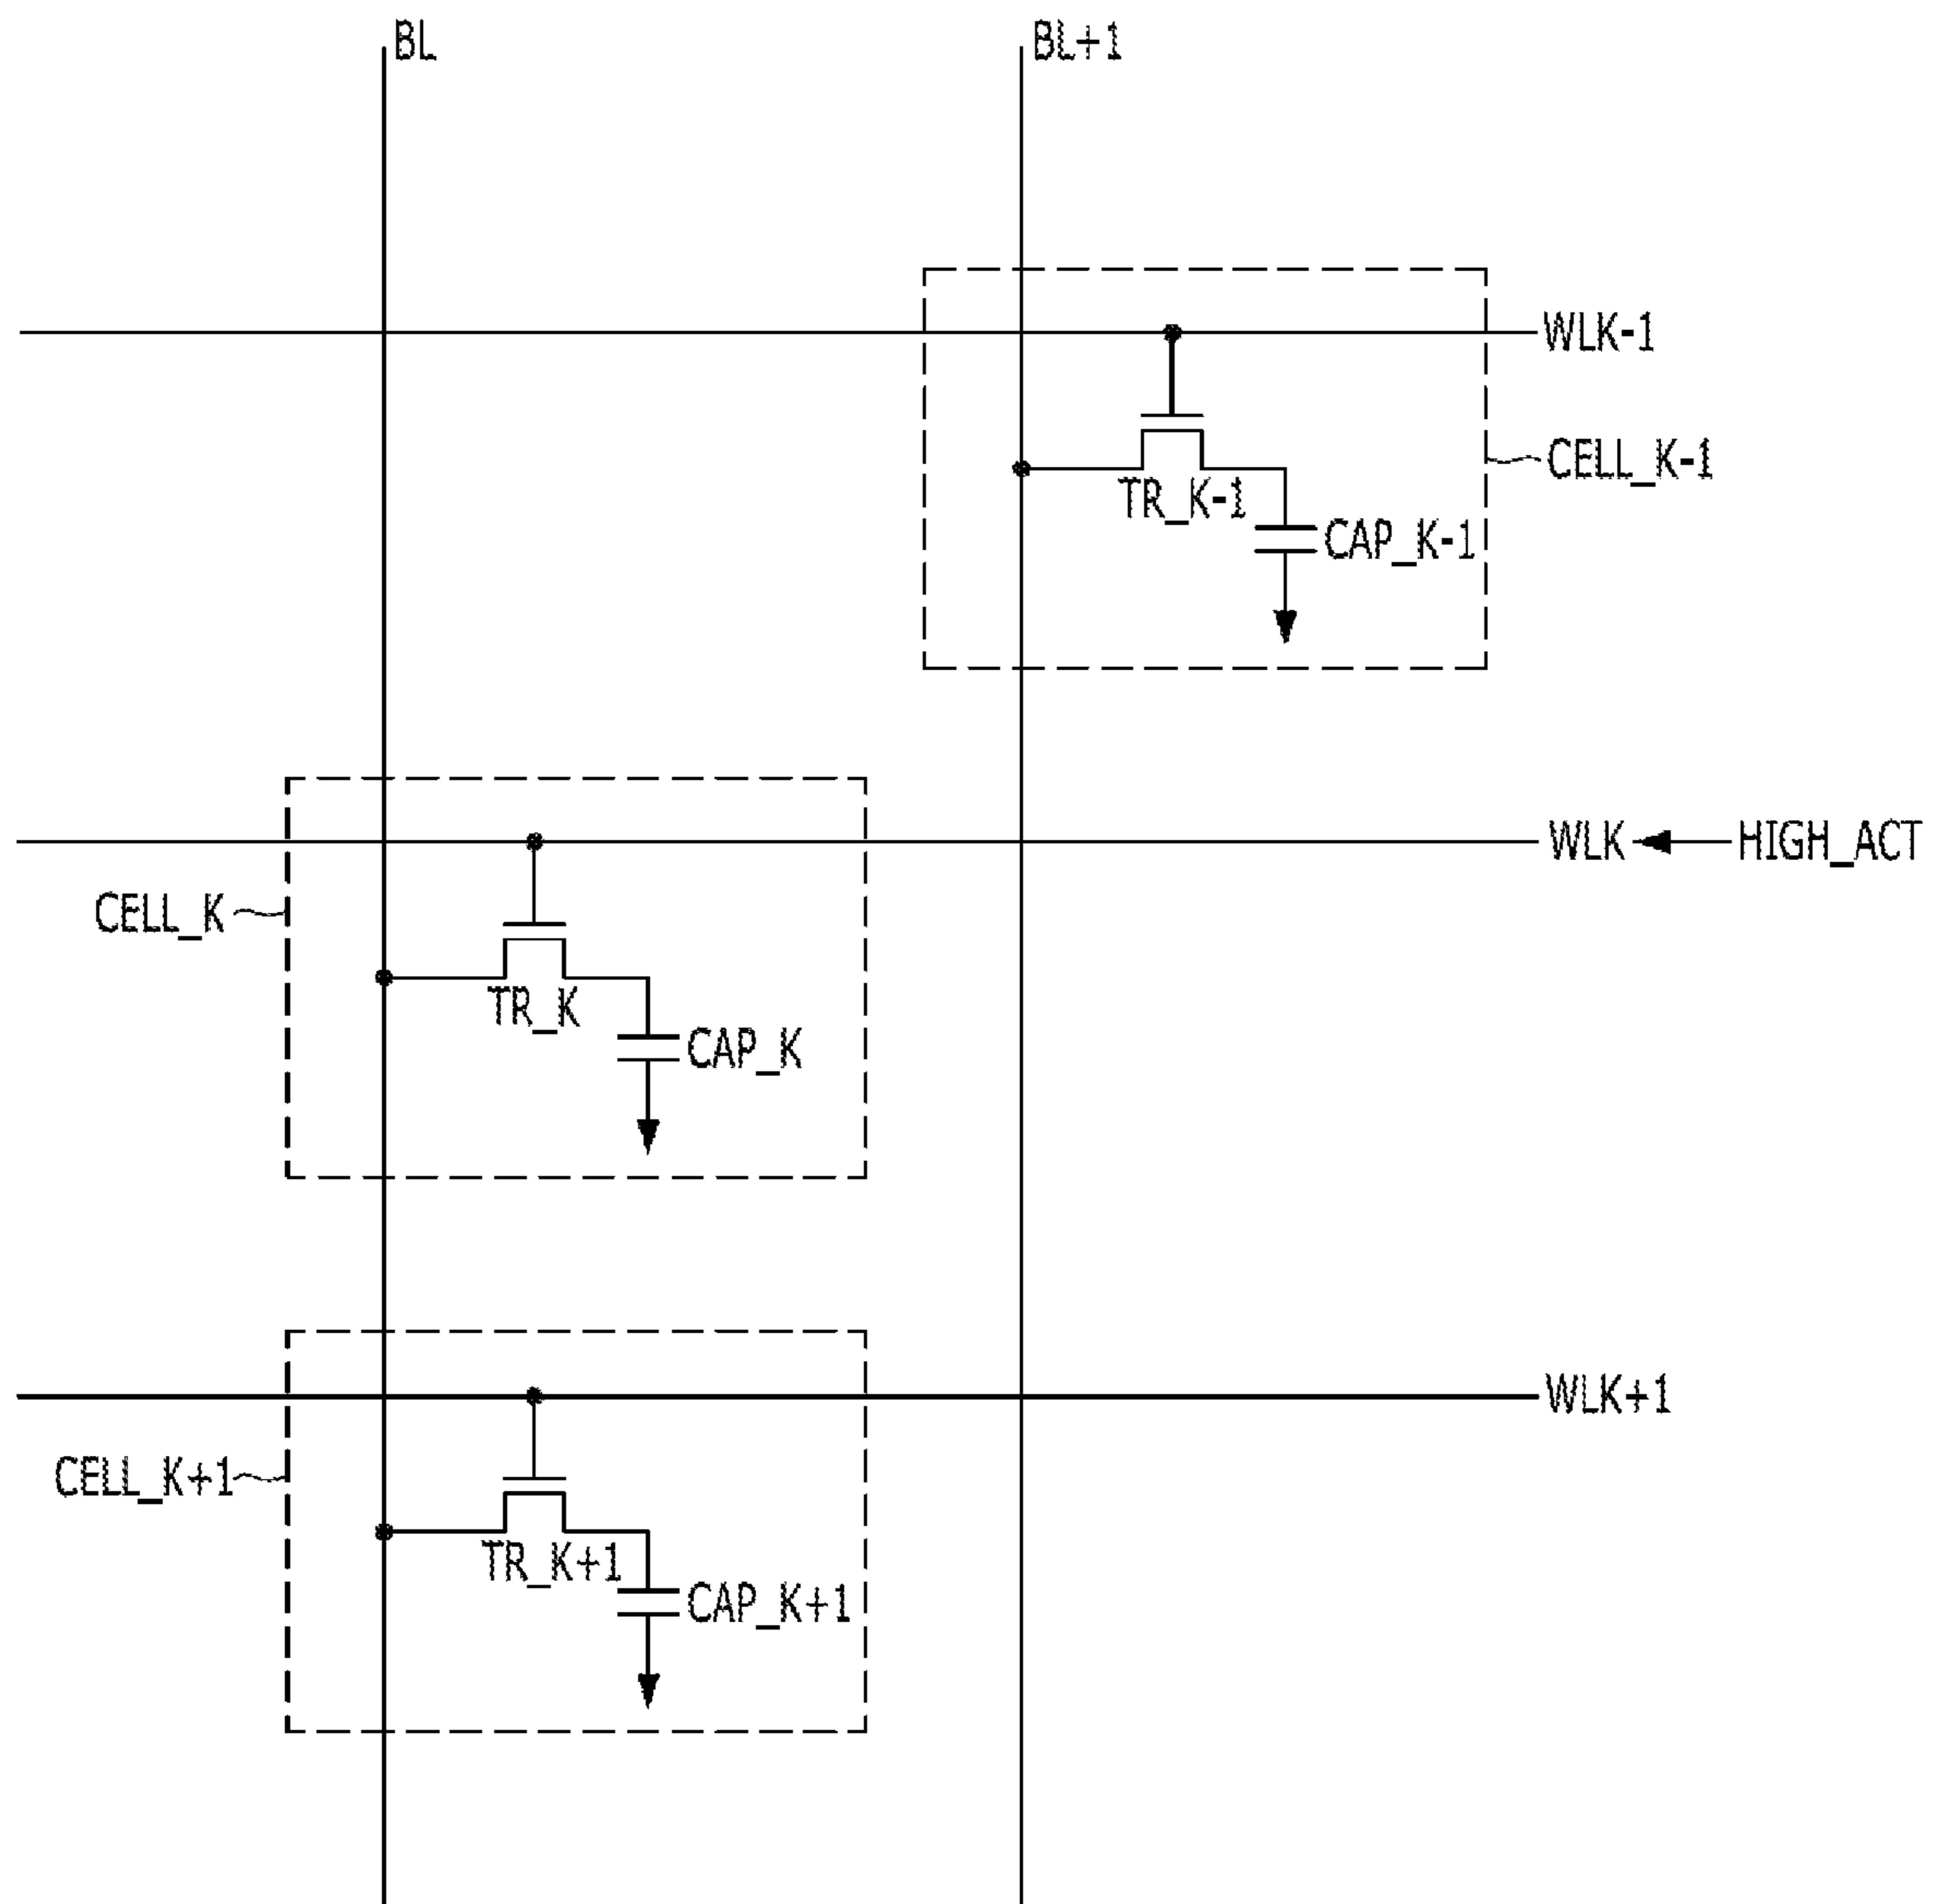 BL
BL+1
WLK-1
CELL_K-1
TR_K-1
CAP_K-1
WLK
HIGH_ACT
CELL_K
TR_K
CAP_K
WLK+1
CELL_K+1
TR_K+1
CAP_K+1